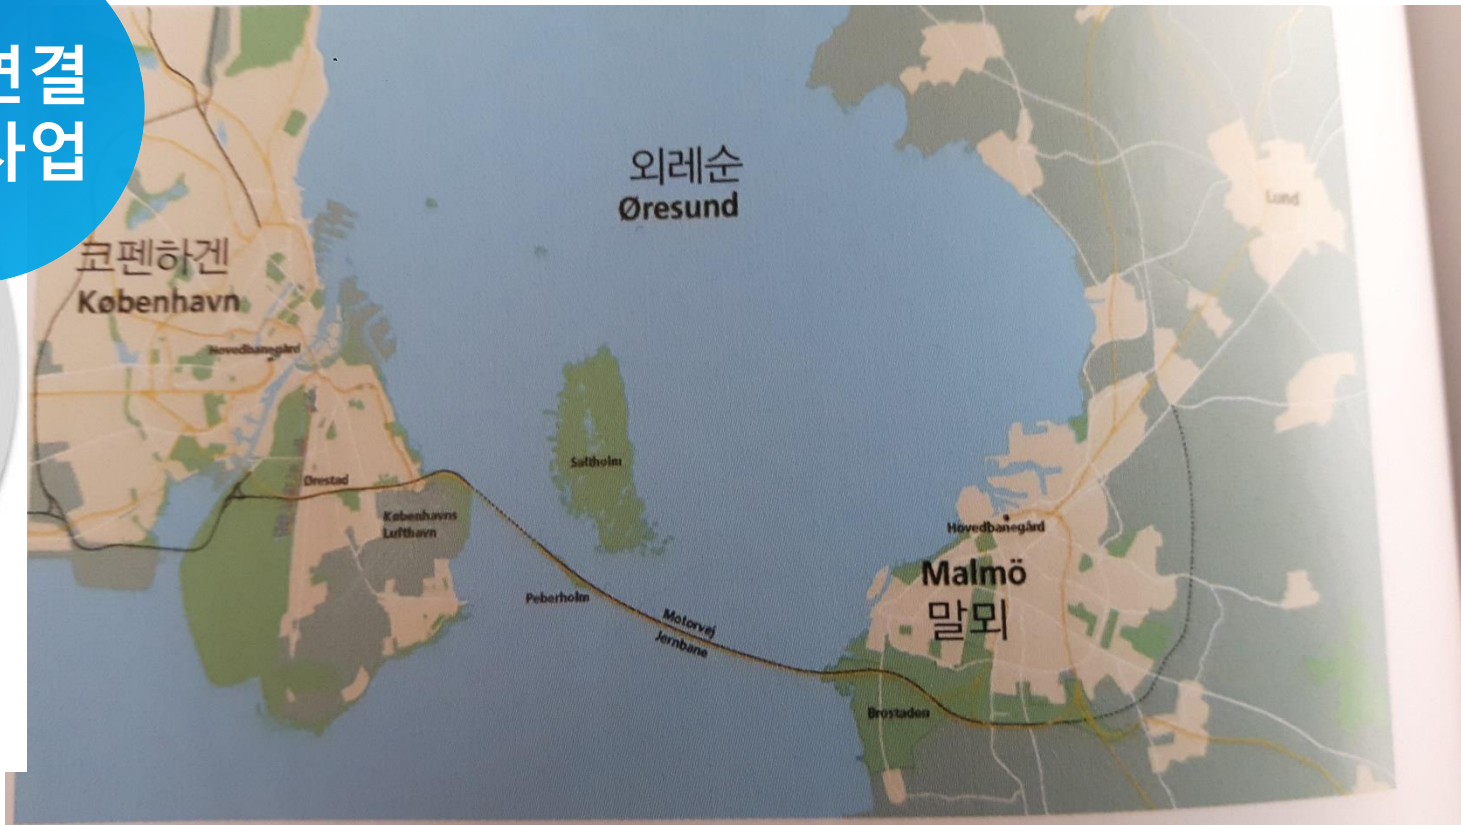 연결
사업
외레순
Øresund
Lund
코펜하겐
København
Hovedbanegård
Saltholm
Ørestad
Københavns
Lufthavn
Hovedbanegård
Malmö
말뫼
Peberholm
Motorvej
Jernbane
Brostaden